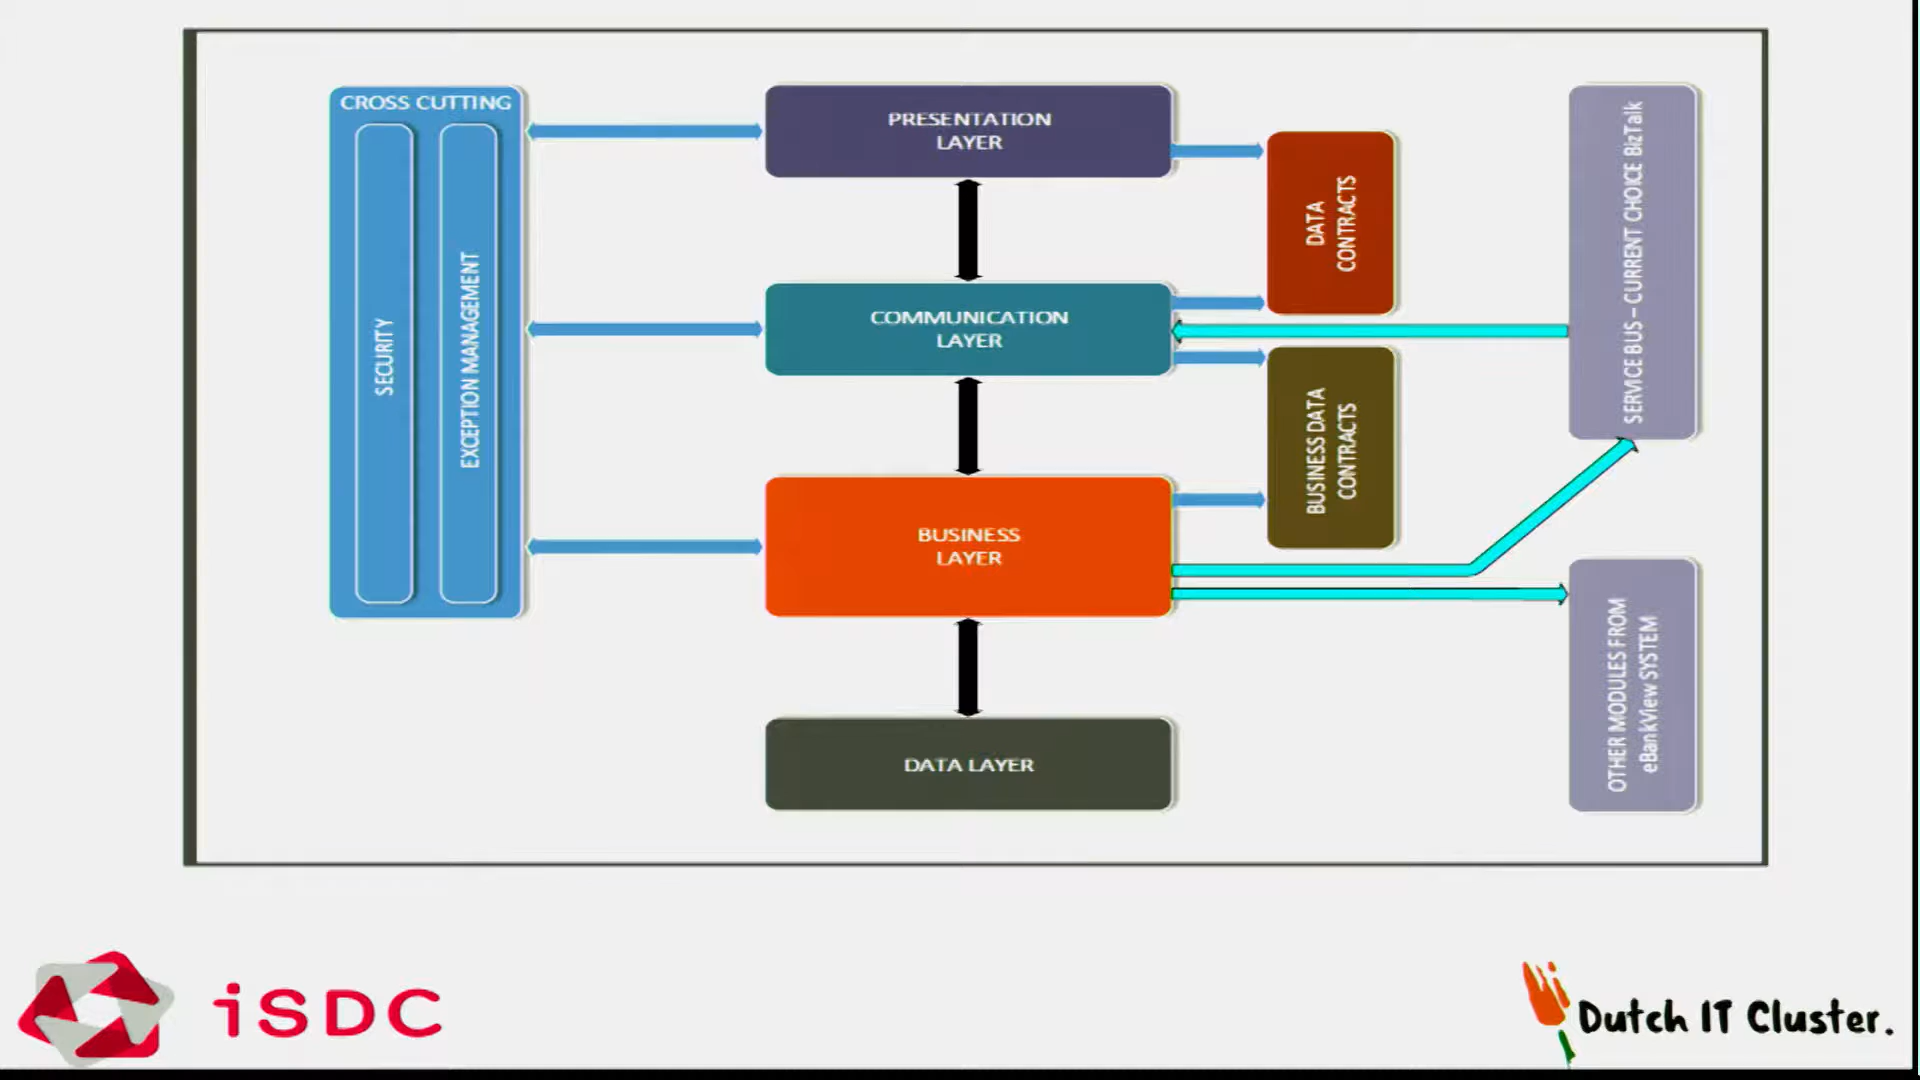 CROSS CUTTING
SECURITY
EXCEPTION MANAGEMENT
PRESENTATION
LAYER
COMMUNICATION
LAYER
BUSINESS
LAYER
DATA LAYER
DATA
CONTRACTS
BUSINESS DATA
CONTRACTS
SERVICE BUS – CURRENT CHOICE BizTalk
OTHER MODULES FROM
eBankView SYSTEM
iSDC
Dutch IT Cluster.